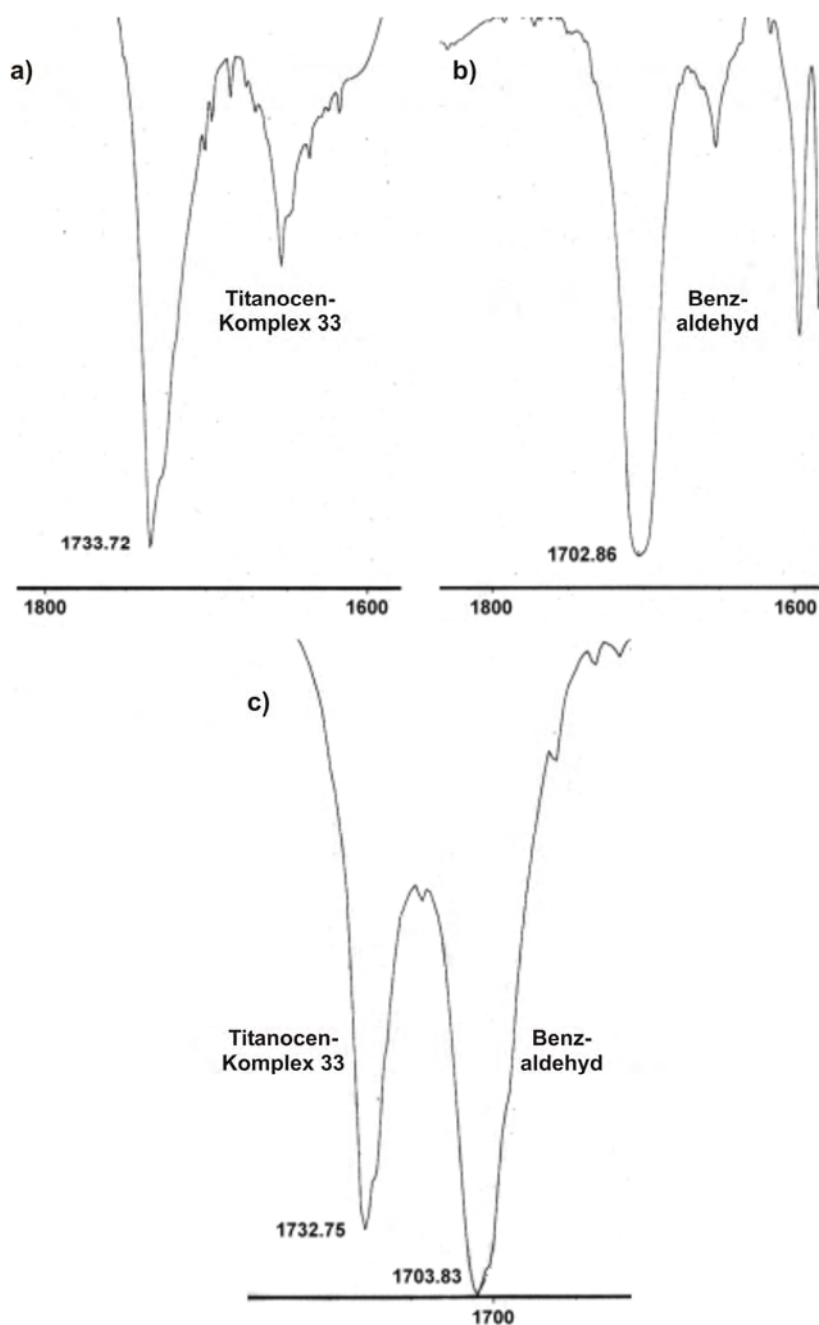 a)
Titanocen-
Komplex 33
1733.72
1800
1600
b)
Benz-
aldehyd
1702.86
1800
1600
c)
Titanocen-
Komplex 33
Benz-
aldehyd
1732.75
1703.83
1700